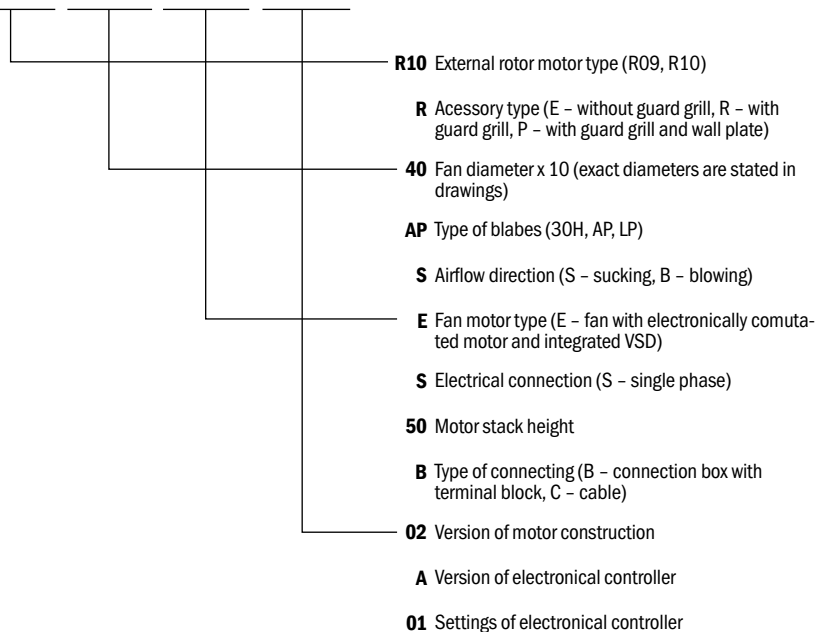 R10 External rotor motor type (R09, R10)
R Acessory type (E – without guard grill, R – with
guard grill, P – with guard grill and wall plate)
40 Fan diameter x 10 (exact diameters are stated in
drawings)
AP Type of blabes (30H, AP, LP)
S Airflow direction (S – sucking, B – blowing)
E Fan motor type (E – fan with electronically comuta-
ted motor and integrated VSD)
S Electrical connection (S – single phase)
50 Motor stack height
B Type of connecting (B – connection box with
terminal block, C – cable)
02 Version of motor construction
A Version of electronical controller
01 Settings of electronical controller